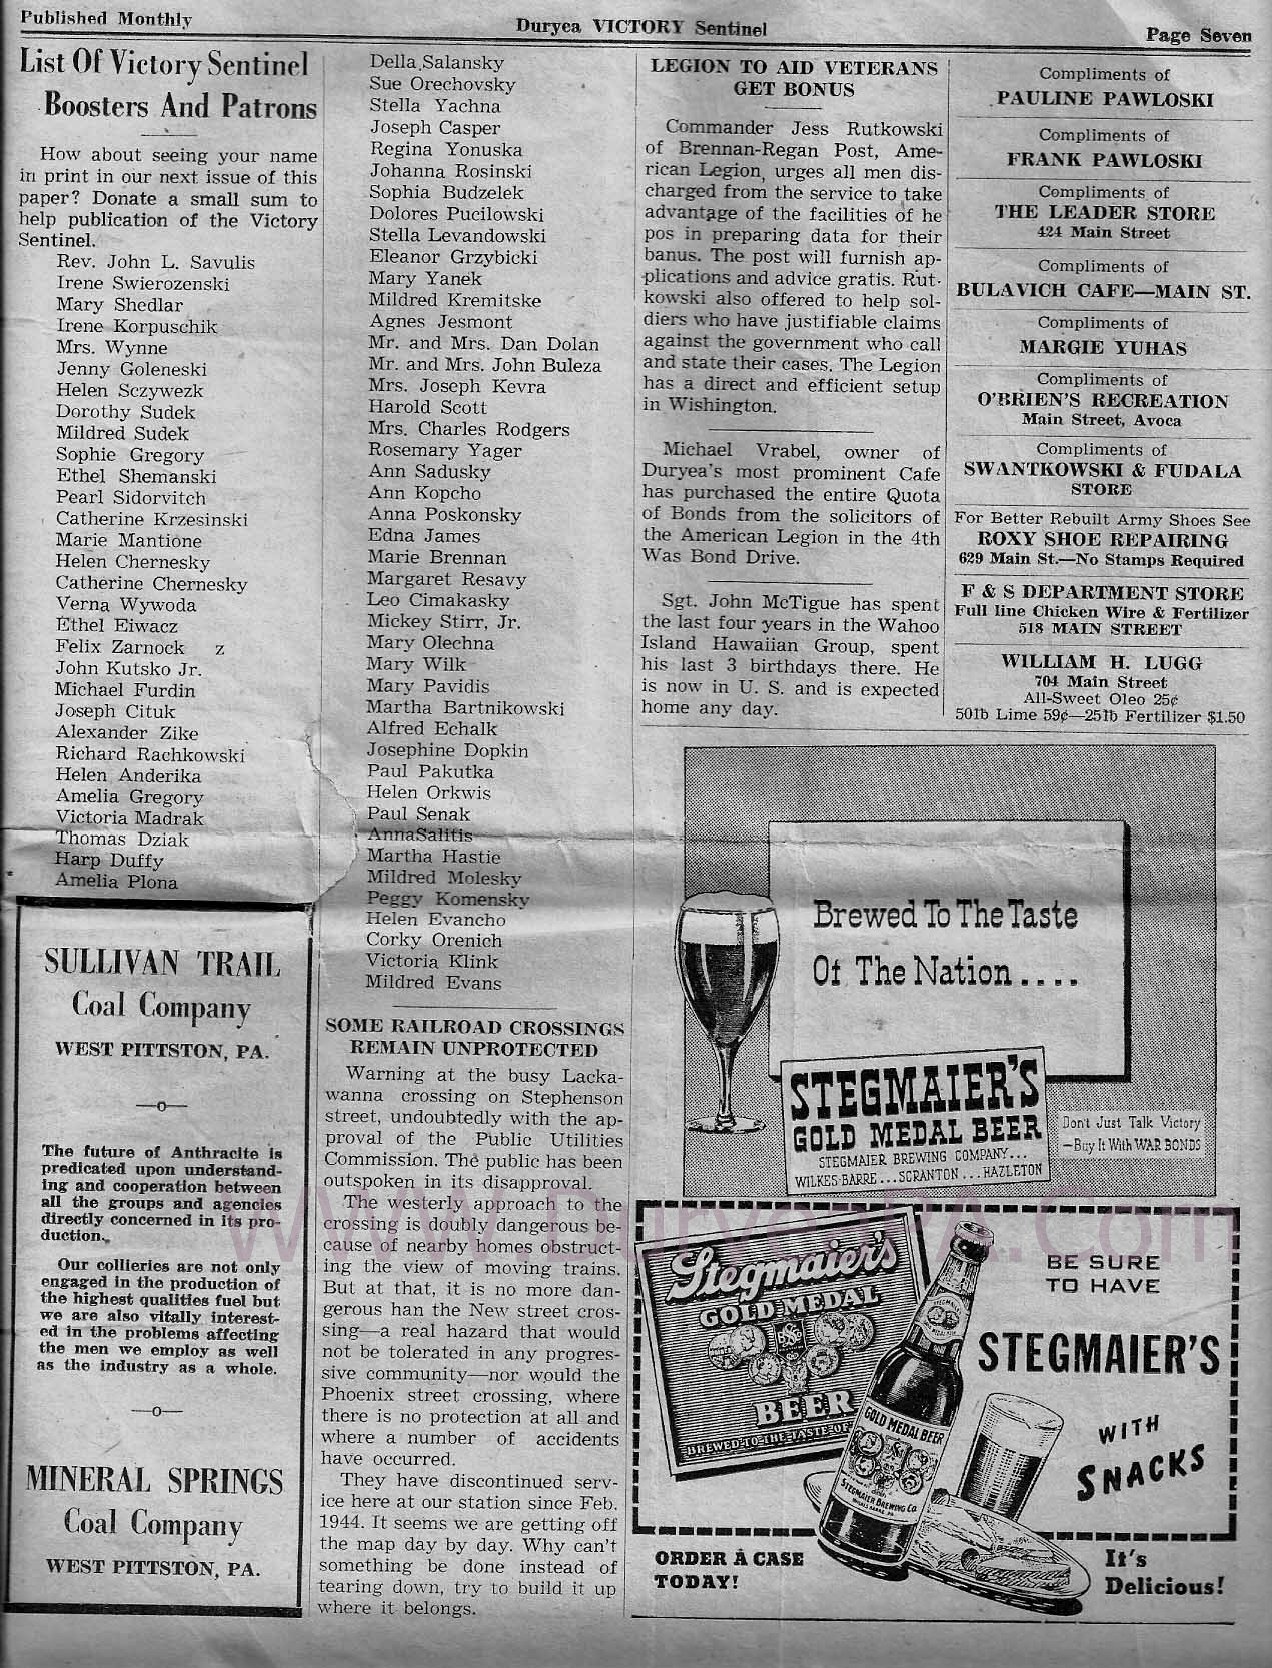 Published Monthly
Duryea VICTORY Sentinel
Page Seven
List Of Victory Sentinel
Boosters And Patrons
How about seeing your name
in print in our next issue of this
paper? Donate a small sum to
help publication of the Victory
Sentinel.
Rev. John L. Savulis
Irene Swierozenski
Mary Shedlar
Irene Korpuschik
Mrs. Wynne
Jenny Goleneski
Helen Sczywezk
Dorothy Sudek
Mildred Sudek
Sophie Gregory
Ethel Shemanski
Pearl Sidorvitch
Catherine Krzesinski
Marie Mantione
Helen Chernesky
Catherine Chernesky
Verna Wywoda
Ethel Eiwacz
Felix Zarnock z
John Kutsko Jr.
Michael Furdin
Joseph Cituk
Alexander Zike
Richard Rachkowski
Helen Anderika
Amelia Gregory
Victoria Madrak
Thomas Dziak
Harp Duffy
Amelia Plona
SULLIVAN TRAIL
Coal Company
WEST PITTSTON, PA.
—o—
The future of Anthracite is
predicated upon understand-
ing and cooperation between
all the groups and agencies
directly concerned in its pro-
duction.
Our collieries are not only
engaged in the production of
the highest qualities fuel but
we are also vitally interest-
ed in the problems affecting
the men we employ as well
as the industry as a whole.
—o—
MINERAL SPRINGS
Coal Company
WEST PITTSTON, PA.
Della Salansky
Sue Orechovsky
Stella Yachna
Joseph Casper
Regina Yonuska
Johanna Rosinski
Sophia Budzelek
Dolores Pucilowski
Stella Levandowski
Eleanor Grzybicki
Mary Yanek
Mildred Kremitske
Agnes Jesmont
Mr. and Mrs. Dan Dolan
Mr. and Mrs. John Buleza
Mrs. Joseph Kevra
Harold Scott
Mrs. Charles Rodgers
Rosemary Yager
Ann Sadusky
Ann Kopcho
Anna Poskonsky
Edna James
Marie Brennan
Margaret Resavy
Leo Cimakasky
Mickey Stirr, Jr.
Mary Olechna
Mary Wilk
Mary Pavidis
Martha Bartnikowski
Alfred Echalk
Josephine Dopkin
Paul Pakutka
Helen Orkwis
Paul Senak
AnnaSalitis
Martha Hastie
Mildred Molesky
Peggy Komensky
Helen Evancho
Corky Orenich
Victoria Klink
Mildred Evans
SOME RAILROAD CROSSINGS
REMAIN UNPROTECTED
Warning at the busy Lacka-
wanna crossing on Stephenson
street, undoubtedly with the ap-
proval of the Public Utilities
Commission. The public has been
outspoken in its disapproval.
The westerly approach to the
crossing is doubly dangerous be-
cause of nearby homes obstruct-
ing the view of moving trains.
But at that, it is no more dan-
gerous han the New street cros-
sing—a real hazard that would
not be tolerated in any progres-
sive community—nor would the
Phoenix street crossing, where
there is no protection at all and
where a number of accidents
have occurred.
They have discontinued serv-
ice here at our station since Feb.
1944. It seems we are getting off
the map day by day. Why can't
something be done instead of
tearing down, try to build it up
where it belongs.
LEGION TO AID VETERANS
GET BONUS
Commander Jess Rutkowski
of Brennan-Regan Post, Ame-
rican Legion, urges all men dis-
charged from the service to take
advantage of the facilities of he
pos in preparing data for their
banus. The post will furnish ap-
plications and advice gratis. Rut-
kowski also offered to help sol-
diers who have justifiable claims
against the government who call
and state their cases. The Legion
has a direct and efficient setup
in Wishington.
Michael Vrabel, owner of
Duryea's most prominent Cafe
has purchased the entire Quota
of Bonds from the solicitors of
the American Legion in the 4th
Was Bond Drive.
Sgt. John McTigue has spent
the last four years in the Wahoo
Island Hawaiian Group, spent
his last 3 birthdays there. He
is now in U. S. and is expected
home any day.
Compliments of
PAULINE PAWLOSKI
Compliments of
FRANK PAWLOSKI
Compliments of
THE LEADER STORE
424 Main Street
Compliments of
BULAVICH CAFE—MAIN ST.
Compliments of
MARGIE YUHAS
Compliments of
O'BRIEN'S RECREATION
Main Street, Avoca
Compliments of
SWANTKOWSKI & FUDALA
STORE
For Better Rebuilt Army Shoes See
ROXY SHOE REPAIRING
629 Main St.—No Stamps Required
F & S DEPARTMENT STORE
Full line Chicken Wire & Fertilizer
518 MAIN STREET
WILLIAM H. LUGG
704 Main Street
All-Sweet Oleo 25¢
50lb Lime 59¢—25lb Fertilizer $1.50
Brewed To The Taste
Of The Nation ....
STEGMAIER'S
GOLD MEDAL BEER
STEGMAIER BREWING COMPANY...
WILKES-BARRE...SCRANTON...HAZLETON
Don't Just Talk Victory
—Buy It With WAR BONDS
WWW.DuryeaPA.Com
Stegmaier's
GOLD MEDAL
BEER
BREWED-TO-THE-TASTE-OF
GOLD MEDAL BEER
STEGMAIER BREWING Co.
BE SURE
TO HAVE
STEGMAIER'S
WITH
SNACKS
ORDER A CASE
TODAY!
It's
Delicious!